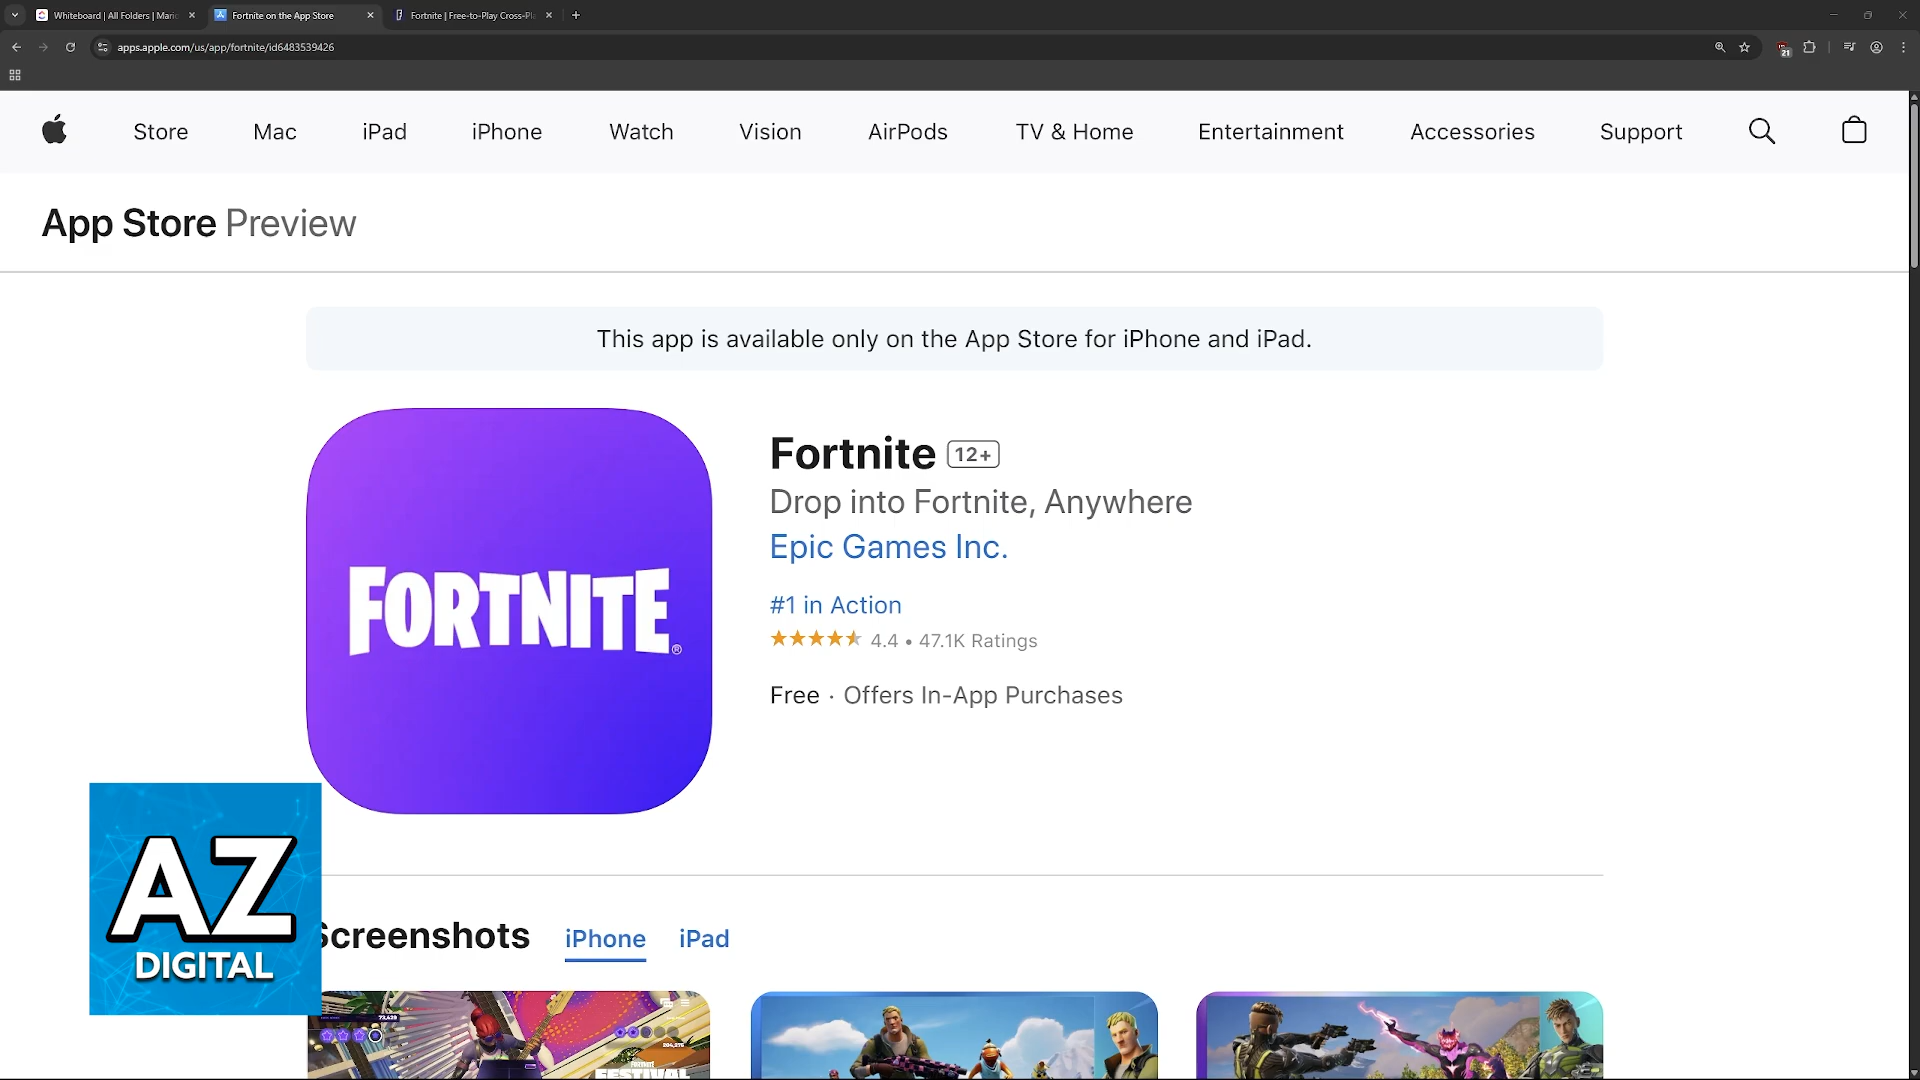 Whiteboard | All Folders | Mario
Fortnite on the App Store
Fortnite | Free-to-Play Cross-Pla
apps.apple.com/us/app/fortnite/id6483539426
21
Store
Mac
iPad
iPhone
Watch
Vision
AirPods
TV & Home
Entertainment
Accessories
Support
App Store Preview
This app is available only on the App Store for iPhone and iPad.
FORTNITE®
Fortnite 12+
Drop into Fortnite, Anywhere
Epic Games Inc.
#1 in Action
4.4 • 47.1K Ratings
Free · Offers In-App Purchases
AZ
DIGITAL
Screenshots
iPhone
iPad
FESTIVAL